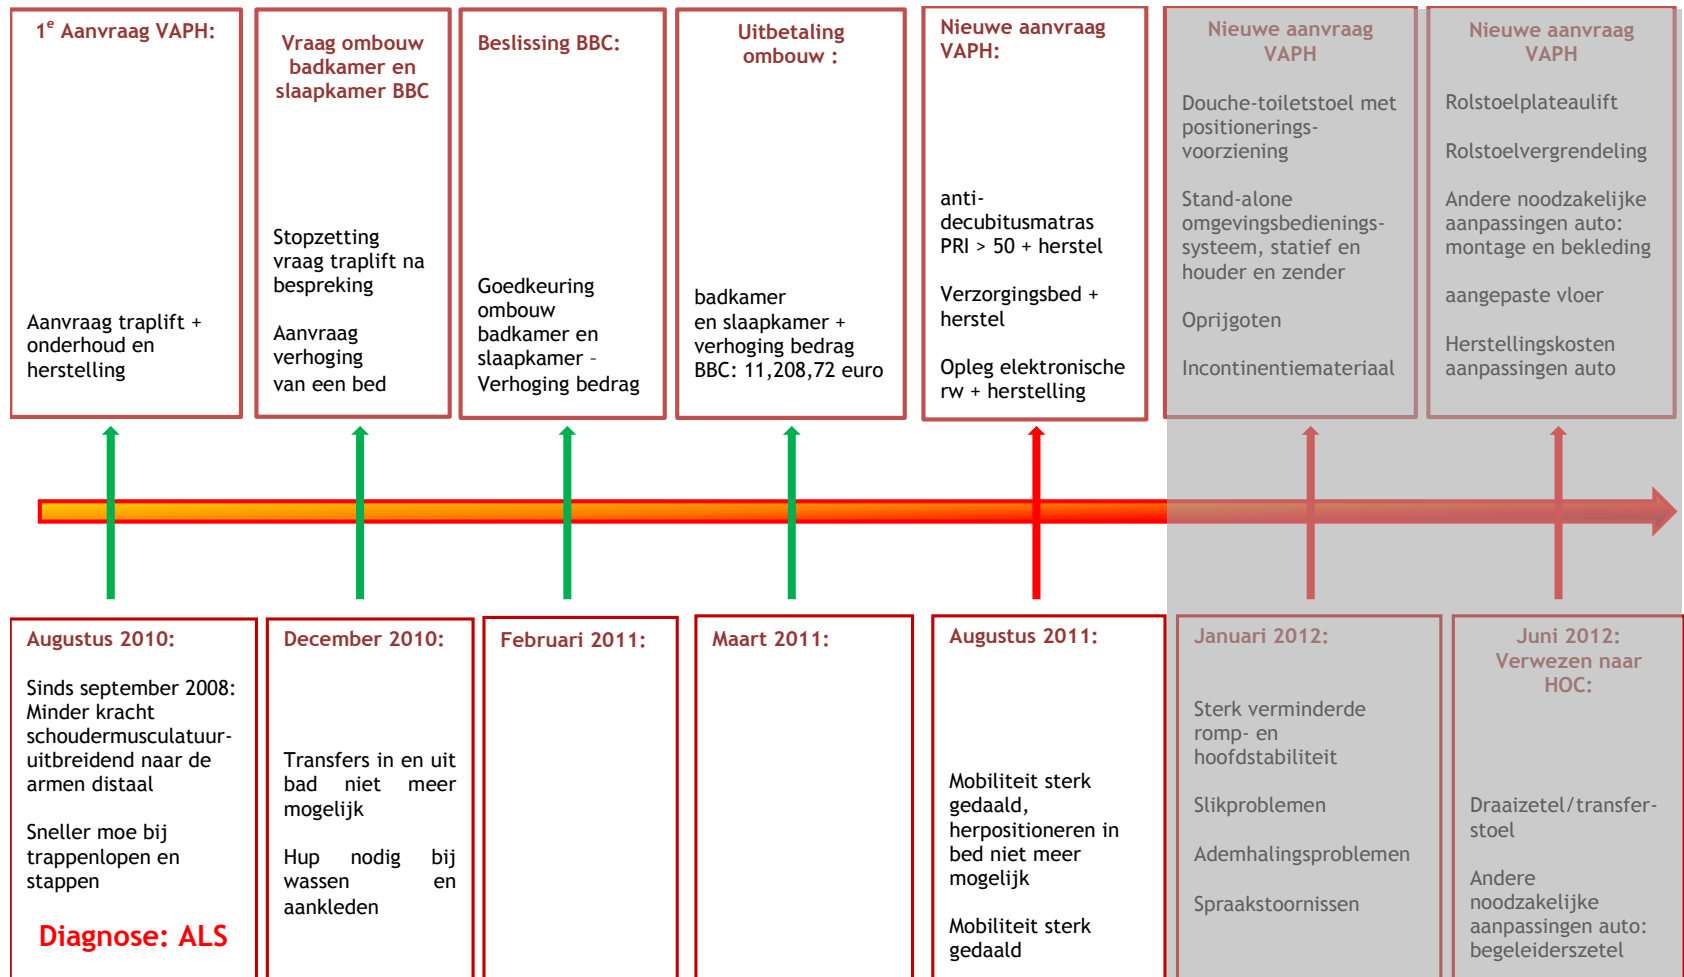 1e Aanvraag VAPH:
Aanvraag traplift +
onderhoud en
herstelling
Vraag ombouw
badkamer en
slaapkamer BBC
Stopzetting
vraag traplift na
bespreking
Aanvraag
verhoging
van een bed
Beslissing BBC:
Goedkeuring
ombouw
badkamer en
slaapkamer –
Verhoging bedrag
Uitbetaling
ombouw :
badkamer
en slaapkamer +
verhoging bedrag
BBC: 11,208,72 euro
Nieuwe aanvraag
VAPH:
anti-
decubitusmatras
PRI > 50 + herstel
Verzorgingsbed +
herstel
Opleg elektronische
rw + herstelling
Nieuwe aanvraag
VAPH
Douche-toiletstoel met
positionerings-
voorziening
Stand-alone
omgevingsbedienings-
systeem, statief en
houder en zender
Oprijgoten
Incontinentiemateriaal
Nieuwe aanvraag
VAPH
Rolstoelplateaulift
Rolstoelvergrendeling
Andere noodzakelijke
aanpassingen auto:
montage en bekleding
aangepaste vloer
Herstellingskosten
aanpassingen auto
Augustus 2010:
Sinds september 2008:
Minder kracht
schoudermusculatuur-
uitbreidend naar de
armen distaal
Sneller moe bij
trappenlopen en
stappen
Diagnose: ALS
December 2010:
Transfers in en uit
bad niet meer
mogelijk
Hup nodig bij
wassen en
aankleden
Februari 2011:
Maart 2011:
Augustus 2011:
Mobiliteit sterk
gedaald,
herpositioneren in
bed niet meer
mogelijk
Mobiliteit sterk
gedaald
Januari 2012:
Sterk verminderde
romp- en
hoofdstabiliteit
Slikproblemen
Ademhalingsproblemen
Spraakstoornissen
Juni 2012:
Verwezen naar
HOC:
Draaizetel/transfer-
stoel
Andere
noodzakelijke
aanpassingen auto:
begeleiderszetel